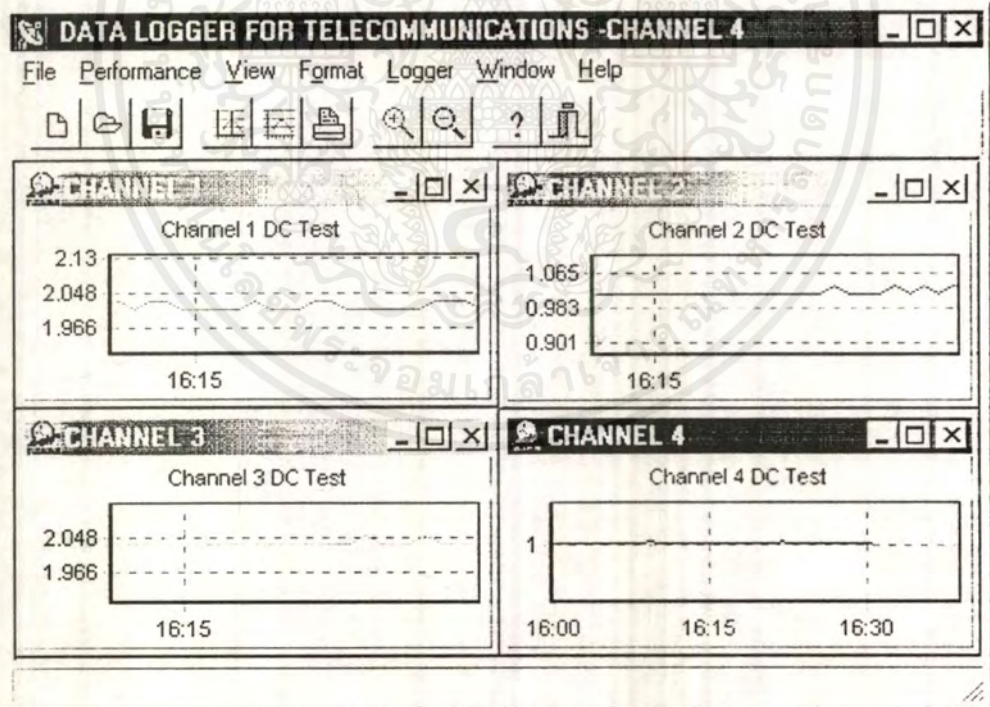 DATA LOGGER FOR TELECOMMUNICATIONS -CHANNEL 4
File Performance View Format Logger Window Help
?
CHANNEL 1
Channel 1 DC Test
2.13
2.048
1.966
16:15
CHANNEL 2
Channel 2 DC Test
1.065
0.983
0.901
16:15
CHANNEL 3
Channel 3 DC Test
2.048
1.966
16:15
CHANNEL 4
Channel 4 DC Test
1
16:00 16:15 16:30